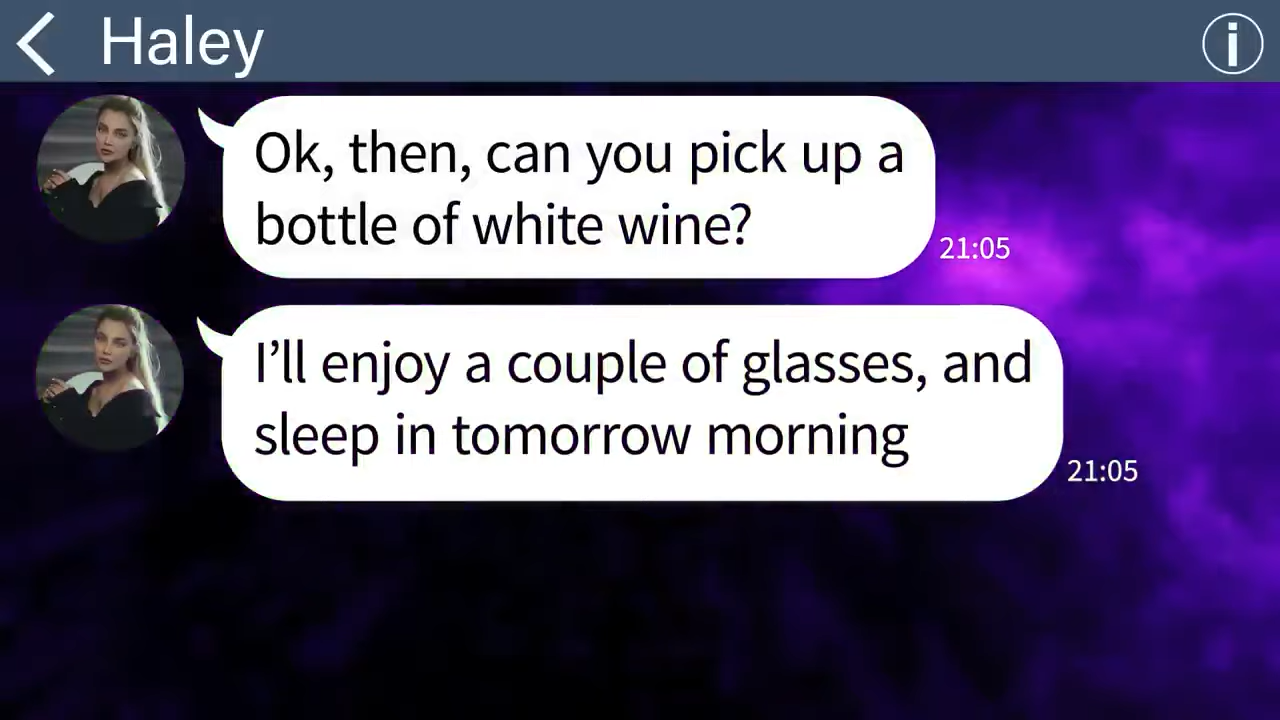 Haley
Ok, then, can you pick up a
bottle of white wine?
21:05
I’ll enjoy a couple of glasses, and
sleep in tomorrow morning
21:05